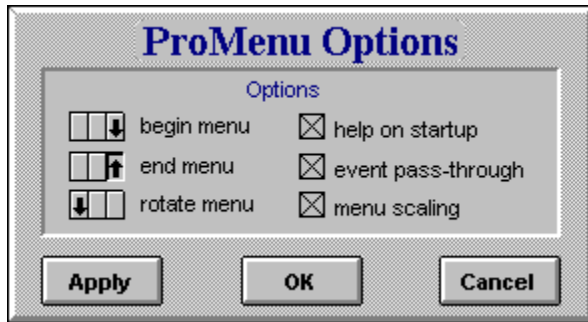 ProMenu Options
Options
begin menu
help on startup
end menu
event pass-through
rotate menu
menu scaling
Apply
OK
Cancel